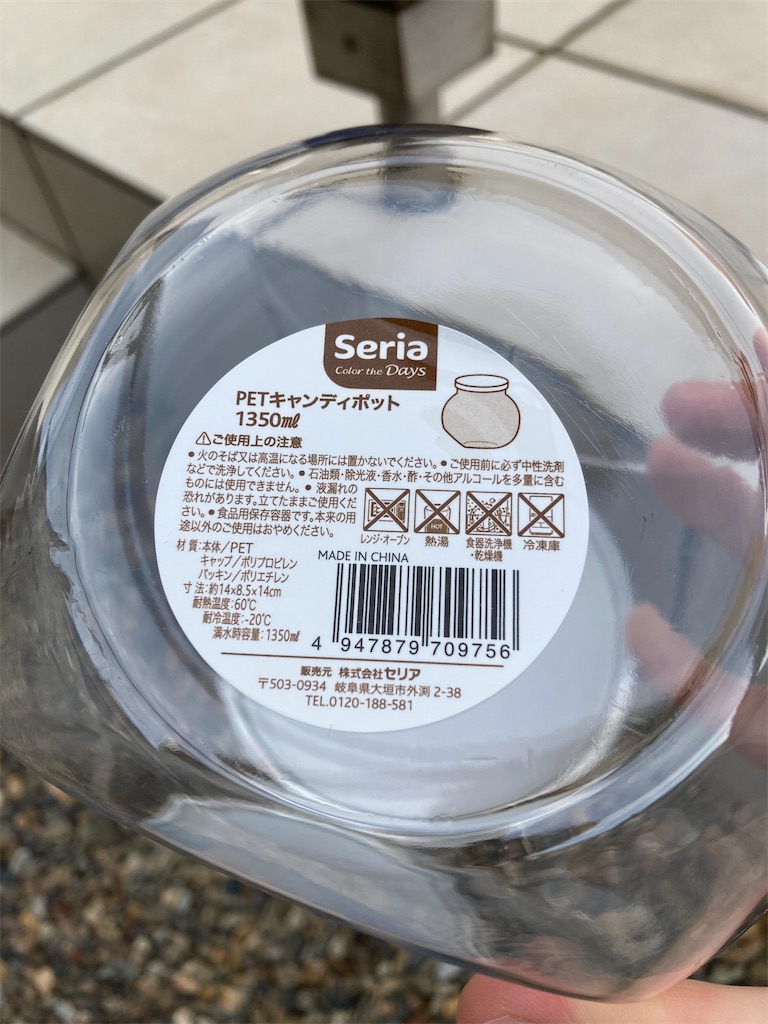 Seria
Color the Days
PETキャンディポット
1350㎖
⚠ご使用上の注意
●火のそば又は高温になる場所には置かないでください。●ご使用前に必ず中性洗剤
などで洗浄してください。●石油類・除光液・香水・酢・その他アルコールを多量に含む
ものには使用できません。●液漏れの
恐れがあります。立てたままご使用くだ
さい。●食品用保存容器です。本来の用
途以外のご使用はおやめください。
HOT
レンジ・オーブン
熱湯
食器洗浄機
・乾燥機
冷凍庫
材質:本体/PET
キャップ/ポリプロピレン
パッキン/ポリエチレン
寸法:約14×8.5×14cm
耐熱温度:60℃
耐冷温度:-20℃
満水時容量:1350㎖
MADE IN CHINA
4 947879 709756
販売元 株式会社セリア
〒503-0934 岐阜県大垣市外渕 2-38
TEL.0120-188-581